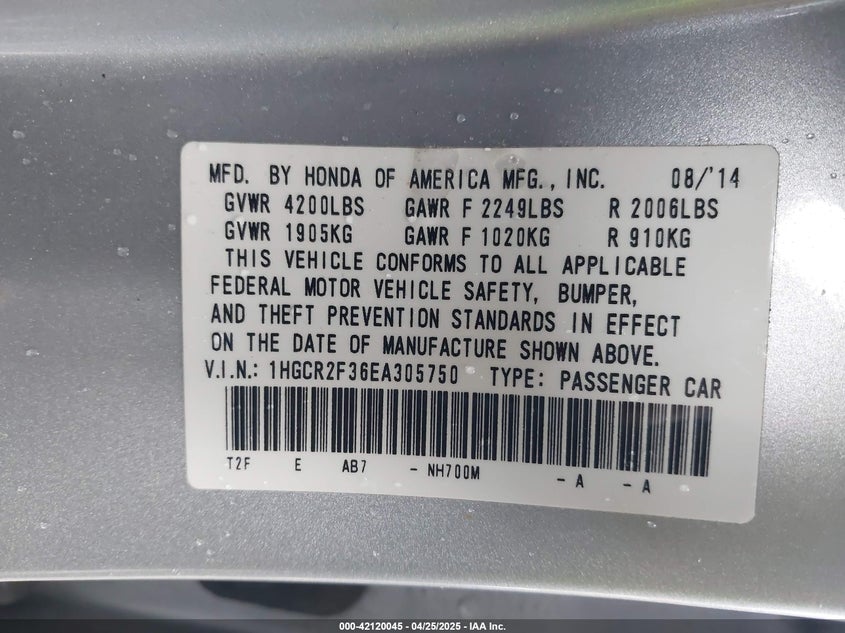 MFD. BY HONDA OF AMERICA MFG., INC. 08/'14
GVWR 4200LBS GAWR F 2249LBS R 2006LBS
GVWR 1905KG GAWR F 1020KG R 910KG
THIS VEHICLE CONFORMS TO ALL APPLICABLE
FEDERAL MOTOR VEHICLE SAFETY, BUMPER,
AND THEFT PREVENTION STANDARDS IN EFFECT
ON THE DATE OF MANUFACTURE SHOWN ABOVE.
V.I.N.: 1HGCR2F36EA305750 TYPE: PASSENGER CAR
T2F E AB7 - NH700M - A - A
000-42120045 - 04/25/2025 - IAA Inc.